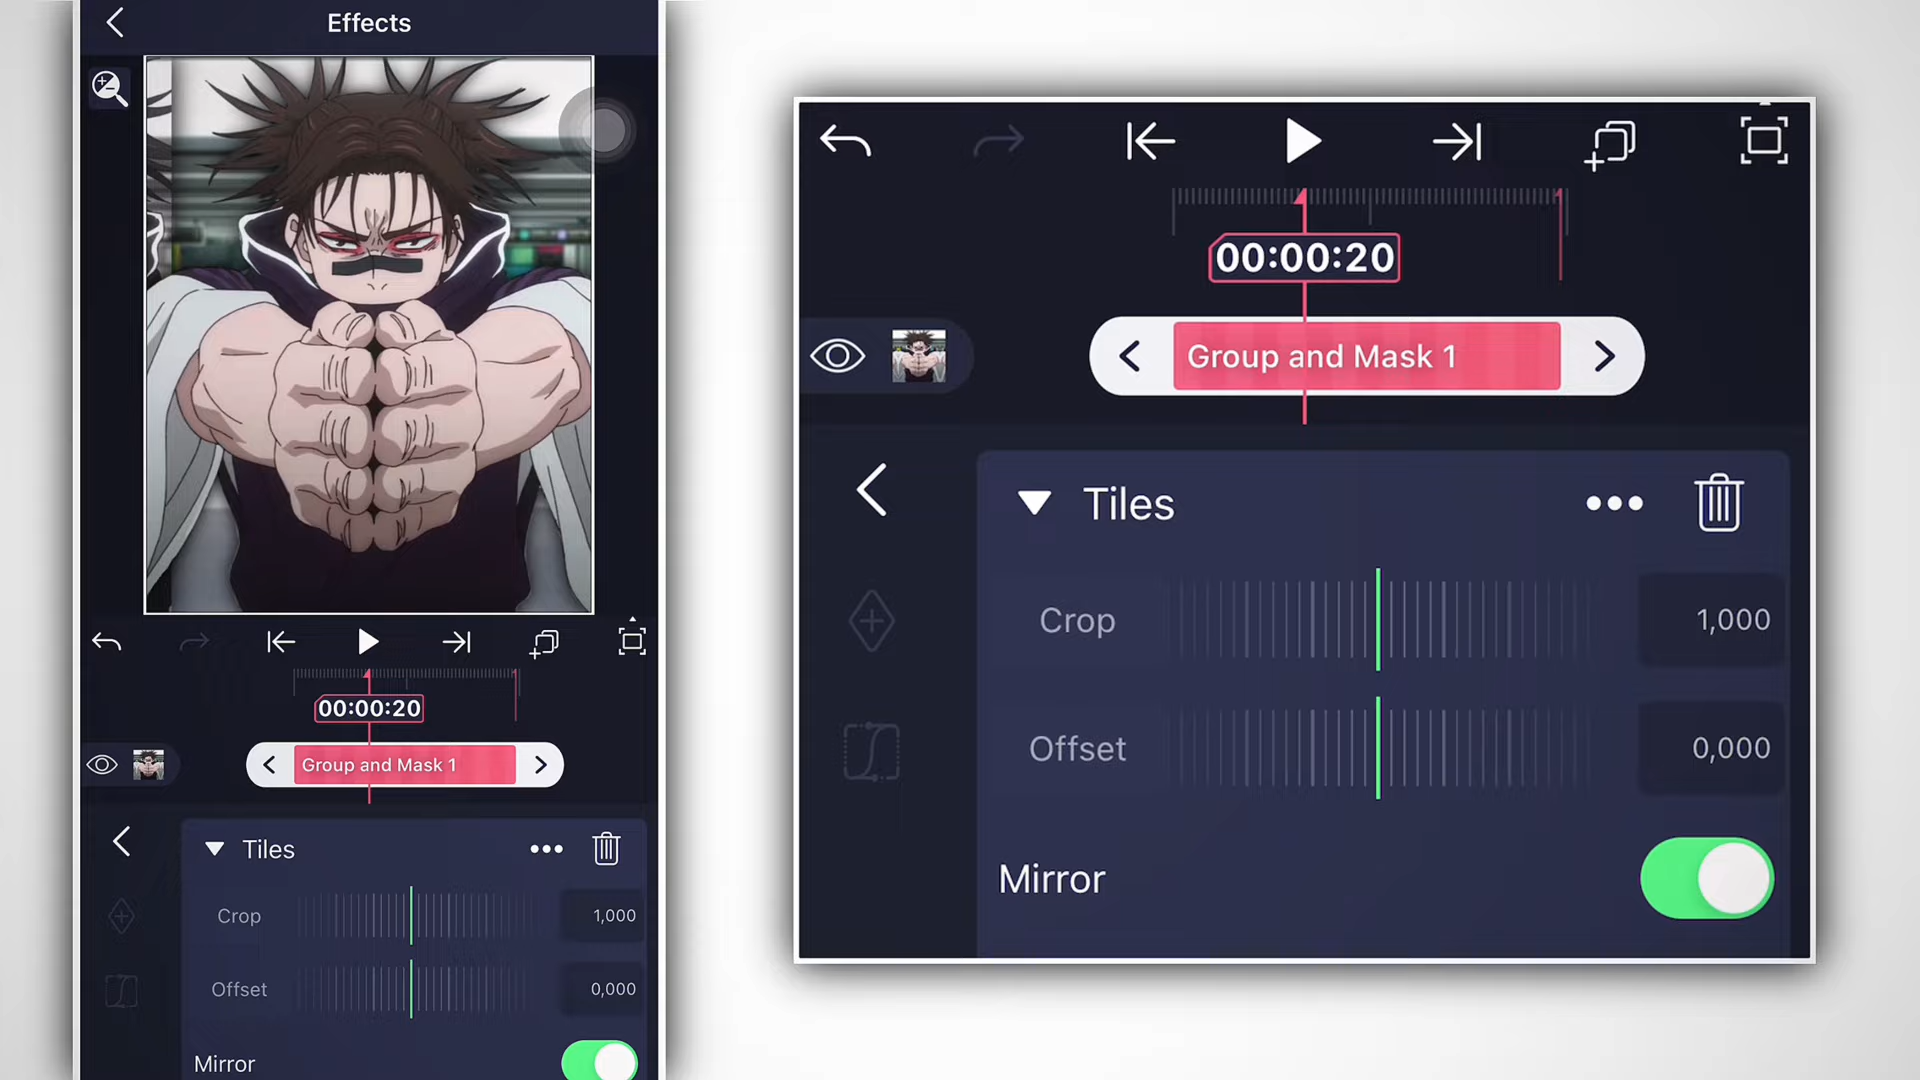 Effects
00:00:20
Group and Mask 1
Tiles
Crop
1,000
Offset
0,000
Mirror
00:00:20
Group and Mask 1
Tiles
Crop
1,000
Offset
0,000
Mirror